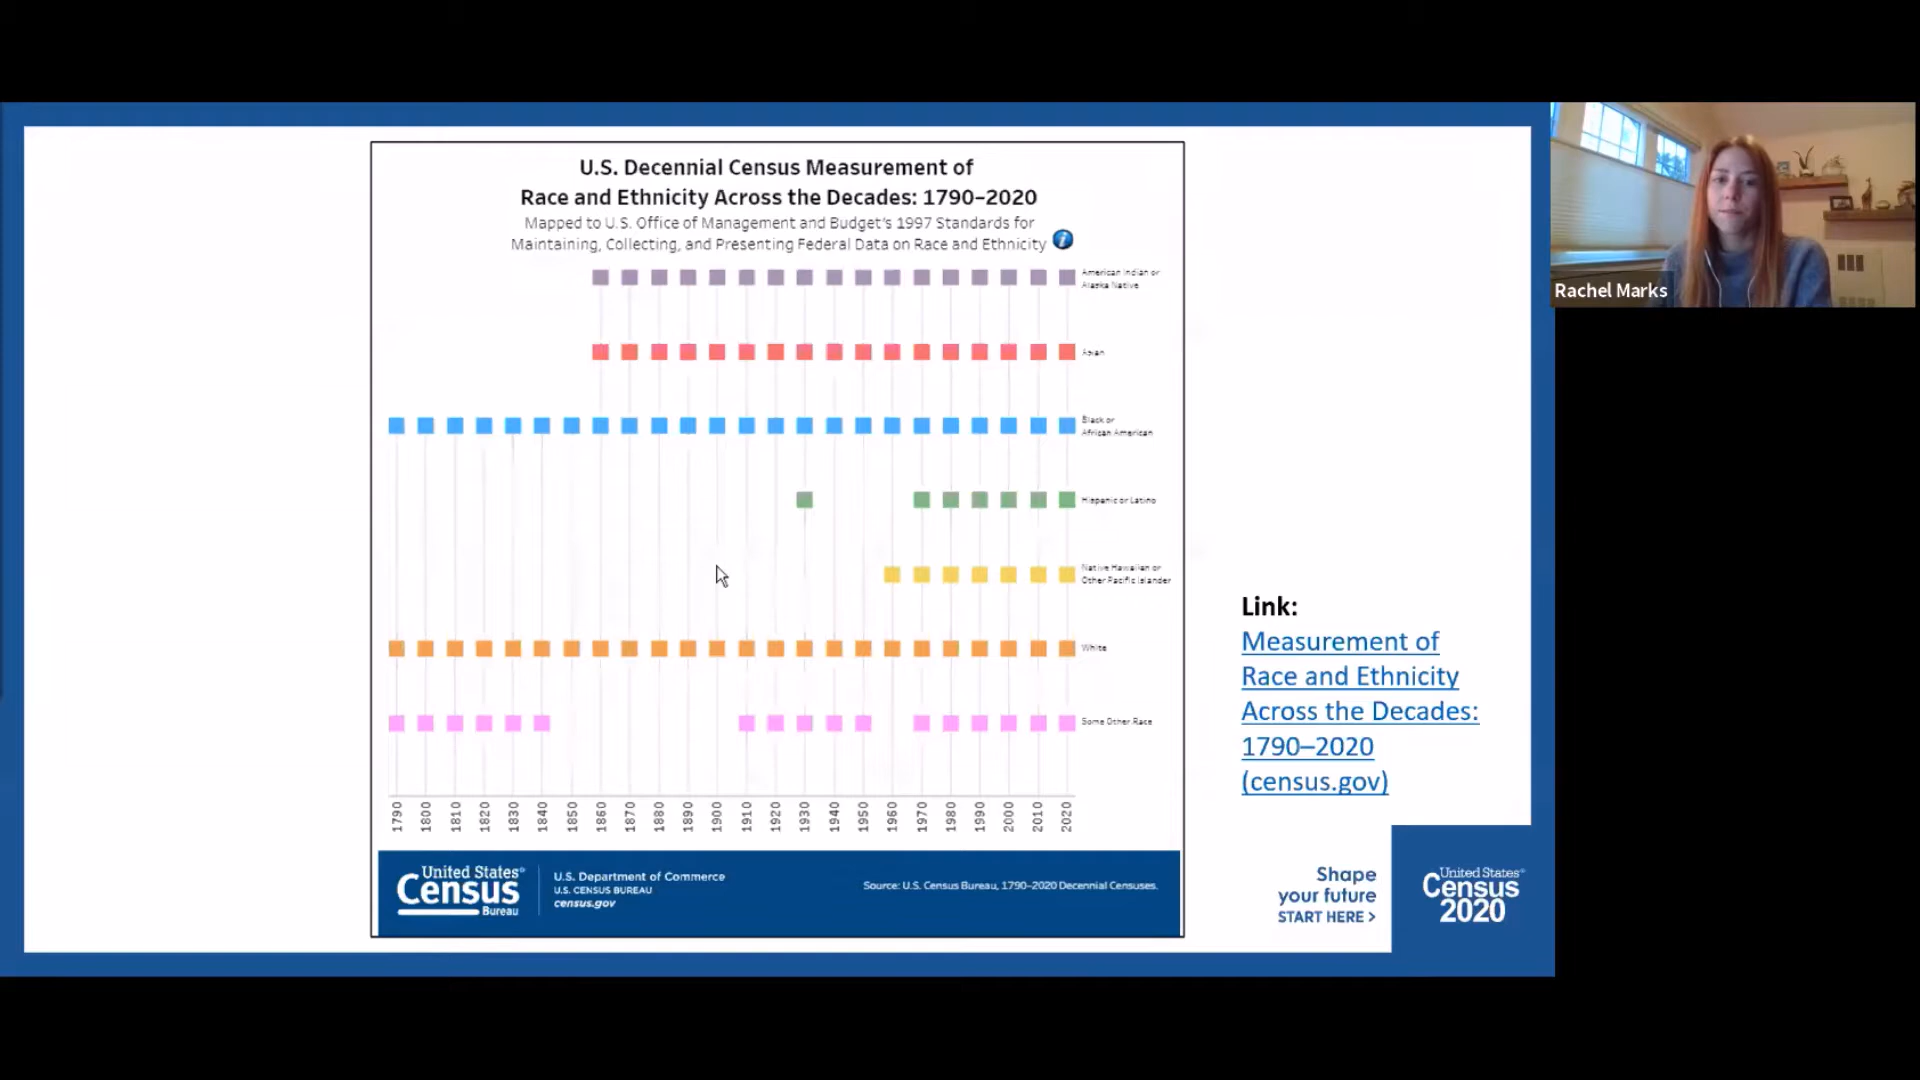 U.S. Decennial Census Measurement of
Race and Ethnicity Across the Decades: 1790–2020
Mapped to U.S. Office of Management and Budget's 1997 Standards for
Maintaining, Collecting, and Presenting Federal Data on Race and Ethnicity
i
American Indian or
Alaska Native
Asian
Black or
African American
Hispanic or Latino
Native Hawaiian or
Other Pacific Islander
White
Some Other Race
1790 1800 1810 1820 1830 1840 1850 1860 1870 1880 1890 1900 1910 1920 1930 1940 1950 1960 1970 1980 1990 2000 2010 2020
United States®
Census
Bureau
U.S. Department of Commerce
U.S. CENSUS BUREAU
census.gov
Source: U.S. Census Bureau, 1790–2020 Decennial Censuses.
Link:
Measurement of
Race and Ethnicity
Across the Decades:
1790–2020
(census.gov)
Shape
your future
START HERE >
United States®
Census
2020
Rachel Marks